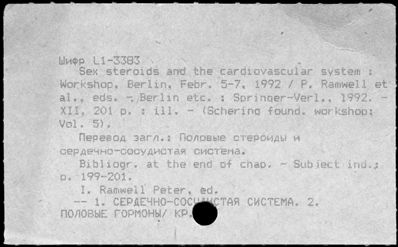 Шифр L1-3383
Sex steroids and the cardiovascular system :
Workshop, Berlin, Febr. 5-7, 1992 / P. Ramwell et
al., eds. - Berlin etc. : Springer-Verl., 1992. -
XII, 201 p. : ill. - (Schering found. workshop;
Vol. 5).
Перевод загл.: Половые стероиды и
сердечно-сосудистая система.
Bibliogr. at the end of chap. - Subject ind.;
p. 199-201.
I. Ramwell Peter, ed.
-- 1. СЕРДЕЧНО-СОСУДИСТАЯ СИСТЕМА. 2.
ПОЛОВЫЕ ГОРМОНЫ/ КР.